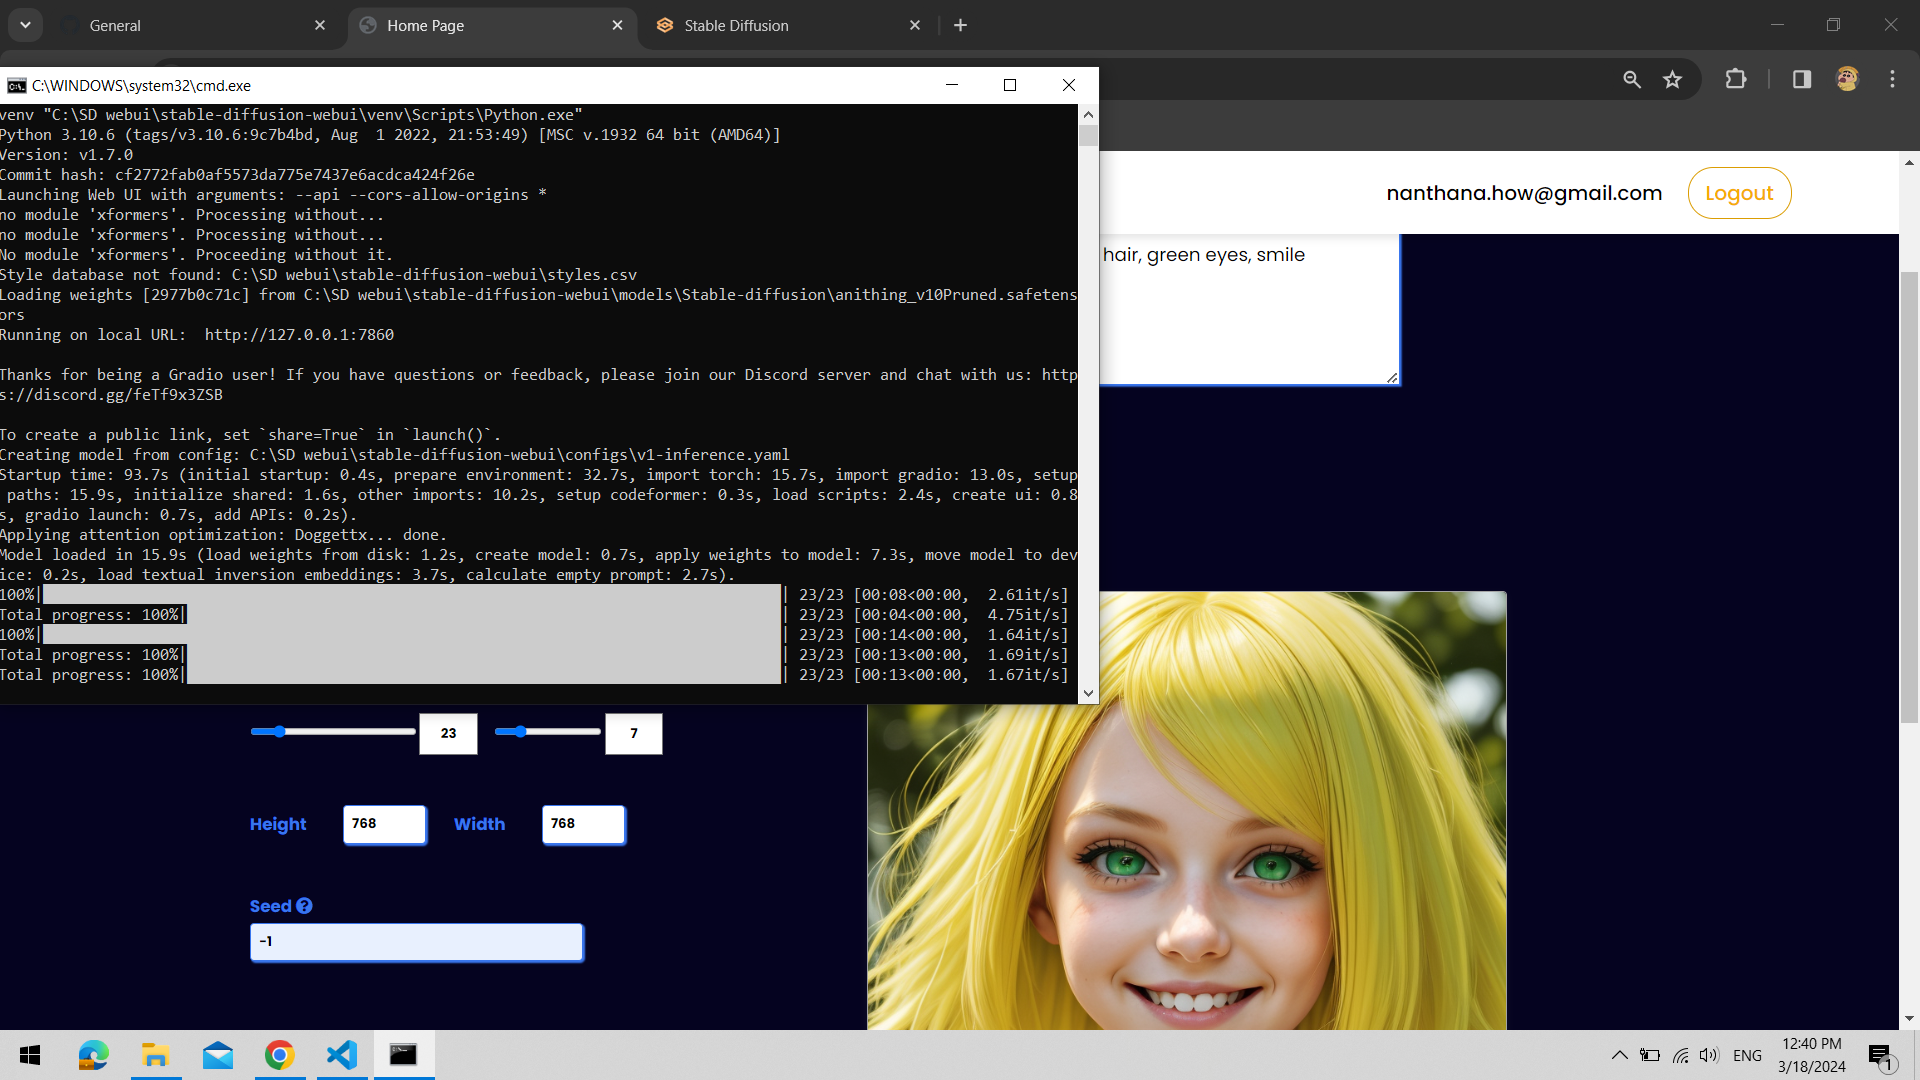 General
Home Page
Stable Diffusion
C:\WINDOWS\system32\cmd.exe
venv "C:\SD webui\stable-diffusion-webui\venv\Scripts\Python.exe"
Python 3.10.6 (tags/v3.10.6:9c7b4bd, Aug  1 2022, 21:53:49) [MSC v.1932 64 bit (AMD64)]
Version: v1.7.0
Commit hash: cf2772fab0af5573da775e7437e6acdca424f26e
Launching Web UI with arguments: --api --cors-allow-origins *
no module 'xformers'. Processing without...
no module 'xformers'. Processing without...
No module 'xformers'. Proceeding without it.
Style database not found: C:\SD webui\stable-diffusion-webui\styles.csv
Loading weights [2977b0c71c] from C:\SD webui\stable-diffusion-webui\models\Stable-diffusion\anithing_v10Pruned.safetens
ors
Running on local URL:  http://127.0.0.1:7860
Thanks for being a Gradio user! If you have questions or feedback, please join our Discord server and chat with us: http
s://discord.gg/feTf9x3ZSB
To create a public link, set `share=True` in `launch()`.
Creating model from config: C:\SD webui\stable-diffusion-webui\configs\v1-inference.yaml
Startup time: 93.7s (initial startup: 0.4s, prepare environment: 32.7s, import torch: 15.7s, import gradio: 13.0s, setup
paths: 15.9s, initialize shared: 1.6s, other imports: 10.2s, setup codeformer: 0.3s, load scripts: 2.4s, create ui: 0.8
s, gradio launch: 0.7s, add APIs: 0.2s).
Applying attention optimization: Doggettx... done.
Model loaded in 15.9s (load weights from disk: 1.2s, create model: 0.7s, apply weights to model: 7.3s, move model to dev
ice: 0.2s, load textual inversion embeddings: 3.7s, calculate empty prompt: 2.7s).
100%| | 23/23 [00:08<00:00,  2.61it/s]
Total progress: 100%| | 23/23 [00:04<00:00,  4.75it/s]
100%| | 23/23 [00:14<00:00,  1.64it/s]
Total progress: 100%| | 23/23 [00:13<00:00,  1.69it/s]
Total progress: 100%| | 23/23 [00:13<00:00,  1.67it/s]
nanthana.how@gmail.com
Logout
hair, green eyes, smile
23
7
Height
768
Width
768
Seed ?
-1
ENG
12:40 PM
3/18/2024
1